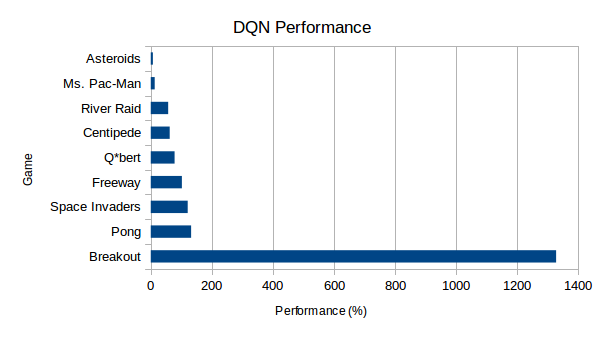 DQN Performance
Game
Asteroids
Ms. Pac-Man
River Raid
Centipede
Q*bert
Freeway
Space Invaders
Pong
Breakout
0 200 400 600 800 1000 1200 1400
Performance (%)